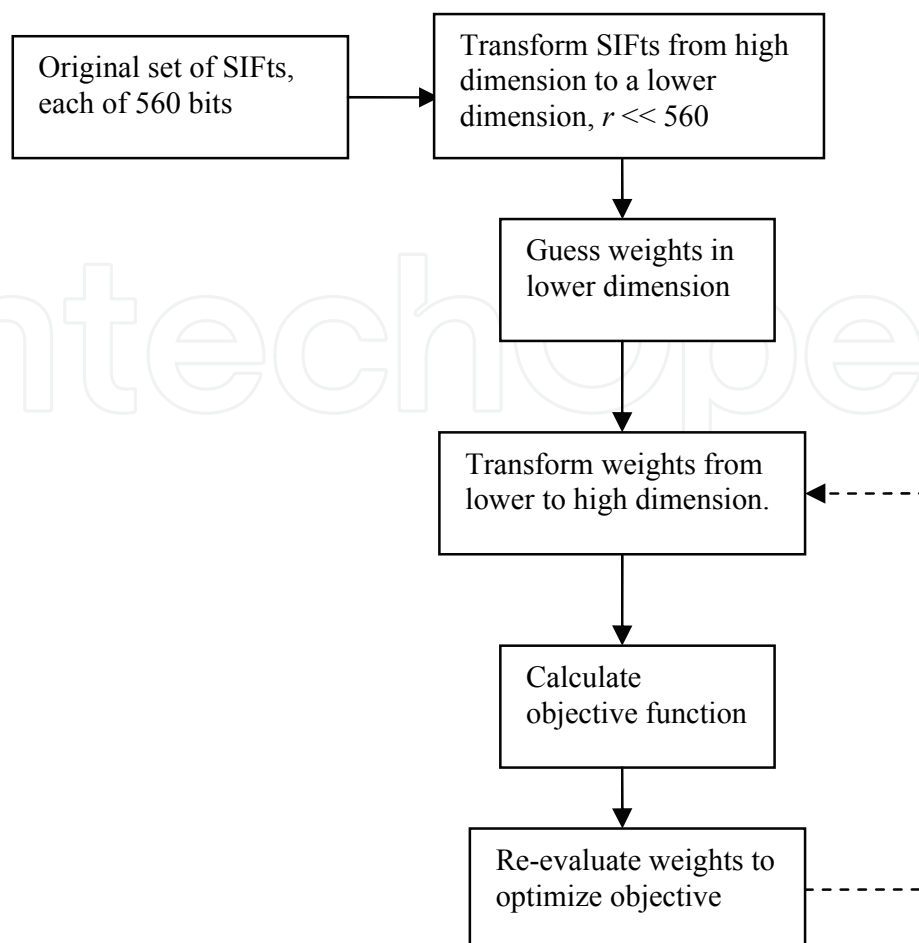 Original set of SIFts,
each of 560 bits
Transform SIFts from high
dimension to a lower
dimension, r << 560
Guess weights in
lower dimension
Transform weights from
lower to high dimension.
Calculate
objective function
Re-evaluate weights to
optimize objective
ntechOpe